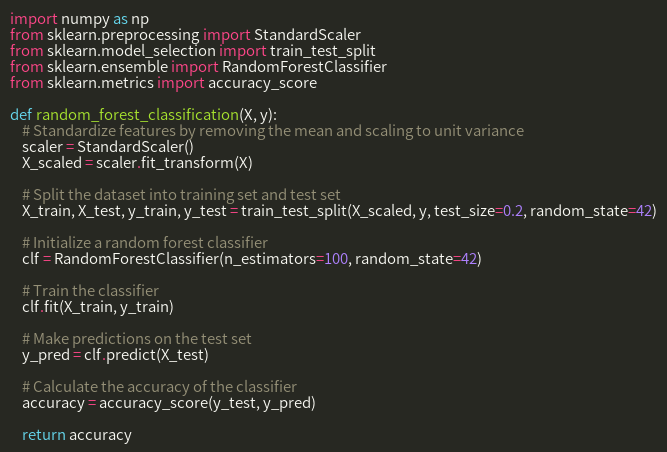 import numpy as np
from sklearn.preprocessing import StandardScaler
from sklearn.model_selection import train_test_split
from sklearn.ensemble import RandomForestClassifier
from sklearn.metrics import accuracy_score

def random_forest_classification(X, y):
    # Standardize features by removing the mean and scaling to unit variance
    scaler = StandardScaler()
    X_scaled = scaler.fit_transform(X)

    # Split the dataset into training set and test set
    X_train, X_test, y_train, y_test = train_test_split(X_scaled, y, test_size=0.2, random_state=42)

    # Initialize a random forest classifier
    clf = RandomForestClassifier(n_estimators=100, random_state=42)

    # Train the classifier
    clf.fit(X_train, y_train)

    # Make predictions on the test set
    y_pred = clf.predict(X_test)

    # Calculate the accuracy of the classifier
    accuracy = accuracy_score(y_test, y_pred)

    return accuracy